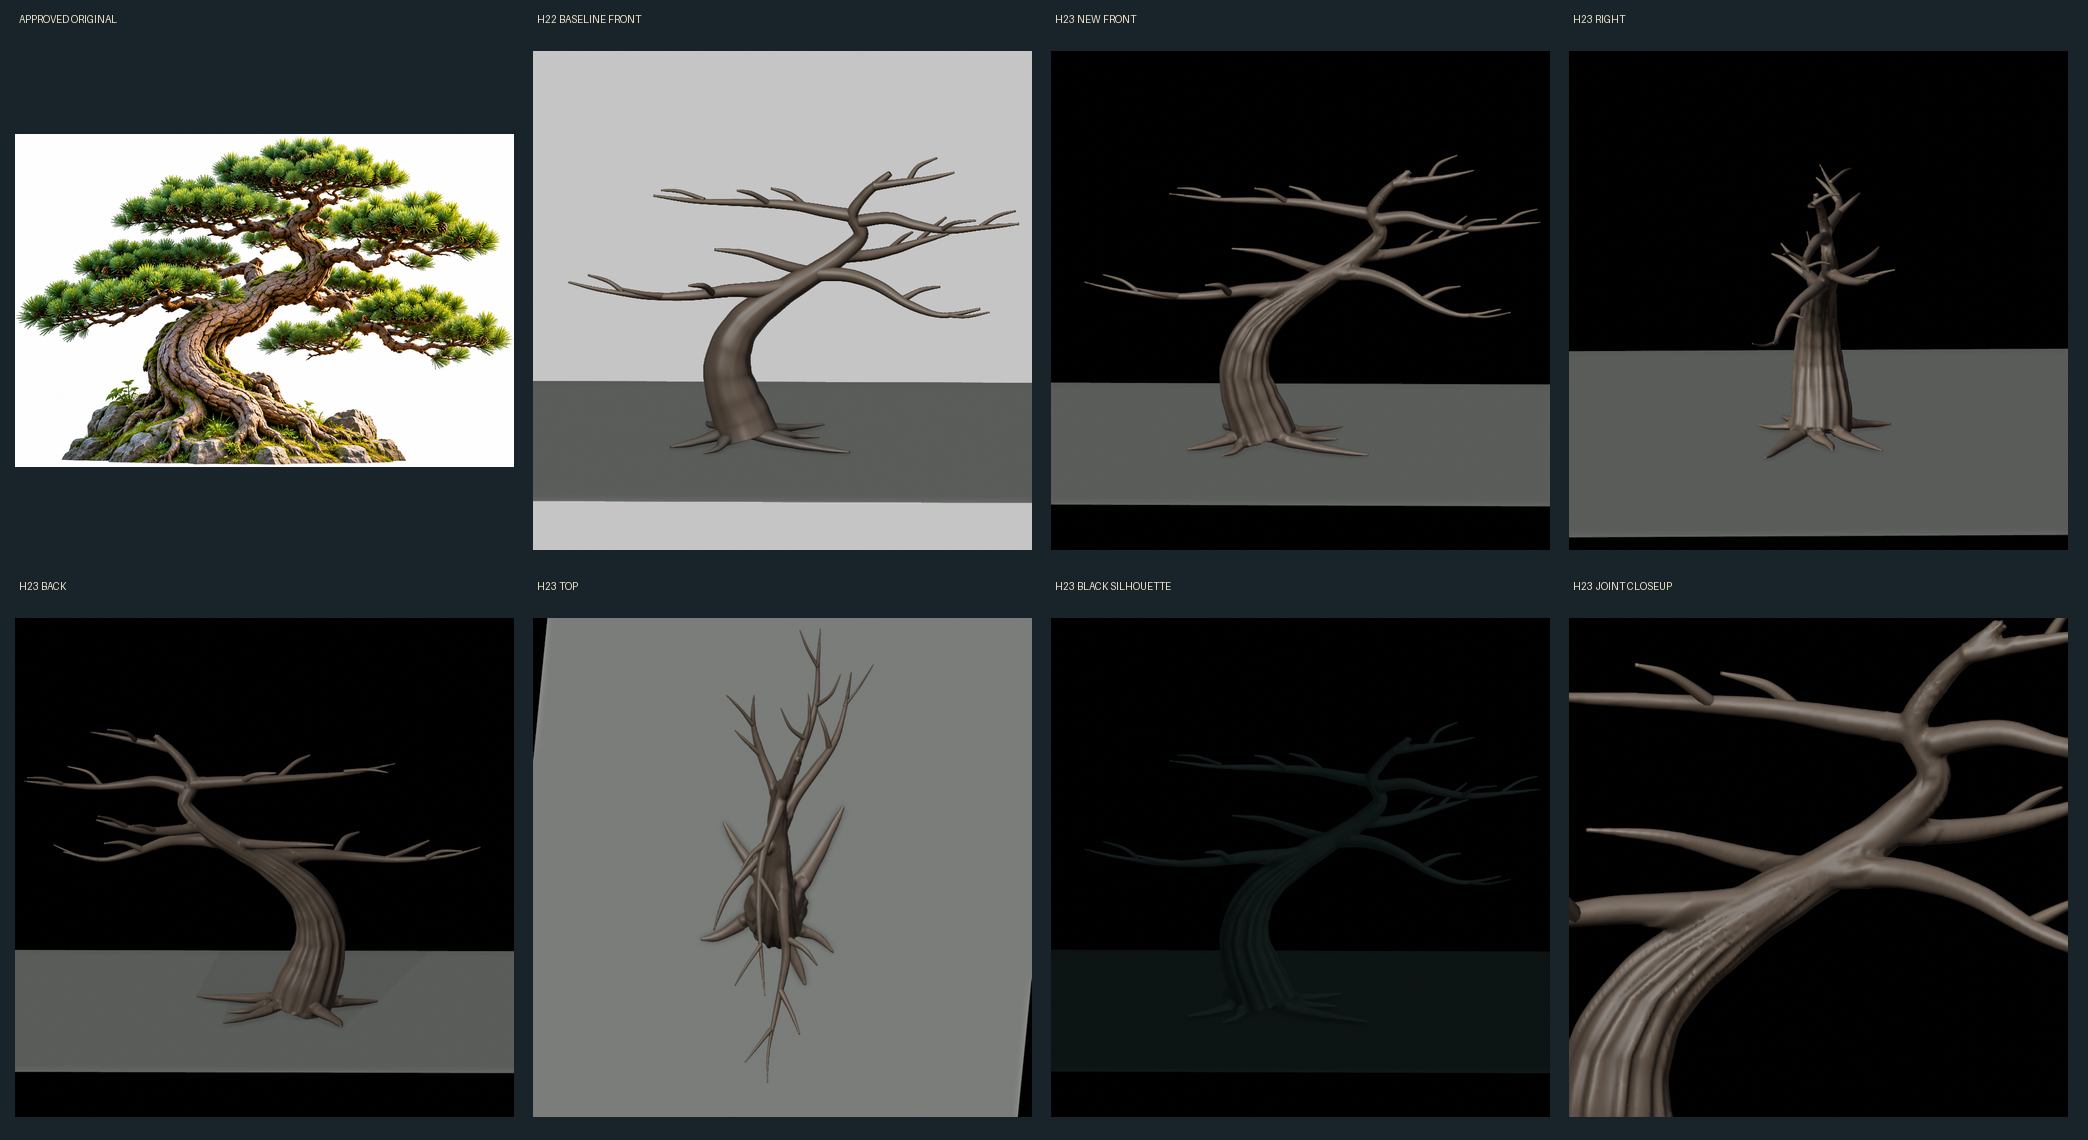 APPROVED ORIGINAL
H22 BASELINE FRONT
H23 NEW FRONT
H23 RIGHT
H23 BACK
H23 TOP
H23 BLACK SILHOUETTE
H23 JOINT CLOSEUP